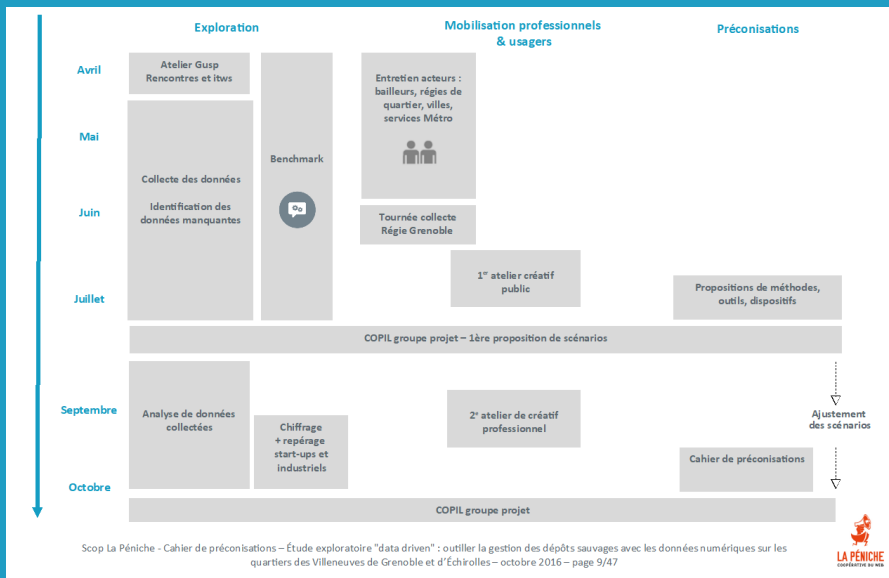 Exploration
Mobilisation professionnels
& usagers
Préconisations
Avril
Atelier Gusp
Rencontres et itws
Entretien acteurs :
bailleurs, régies de
quartier, villes,
services Métro
Mai
Benchmark
Collecte des données
Identification des
données manquantes
Juin
Tournée collecte
Régie Grenoble
1er atelier créatif
public
Juillet
Propositions de méthodes,
outils, dispositifs
COPIL groupe projet – 1ère proposition de scénarios
Septembre
Analyse de données
collectées
Chiffrage
+ repérage
start-ups et
industriels
2e atelier de créatif
professionnel
Ajustement
des scénarios
Cahier de préconisations
Octobre
COPIL groupe projet
Scop La Péniche - Cahier de préconisations – Étude exploratoire "data driven" : outiller la gestion des dépôts sauvages avec les données numériques sur les
quartiers des Villeneuves de Grenoble et d’Échirolles – octobre 2016 – page 9/47
LA PÉNICHE
COOPÉRATIVE DU WEB